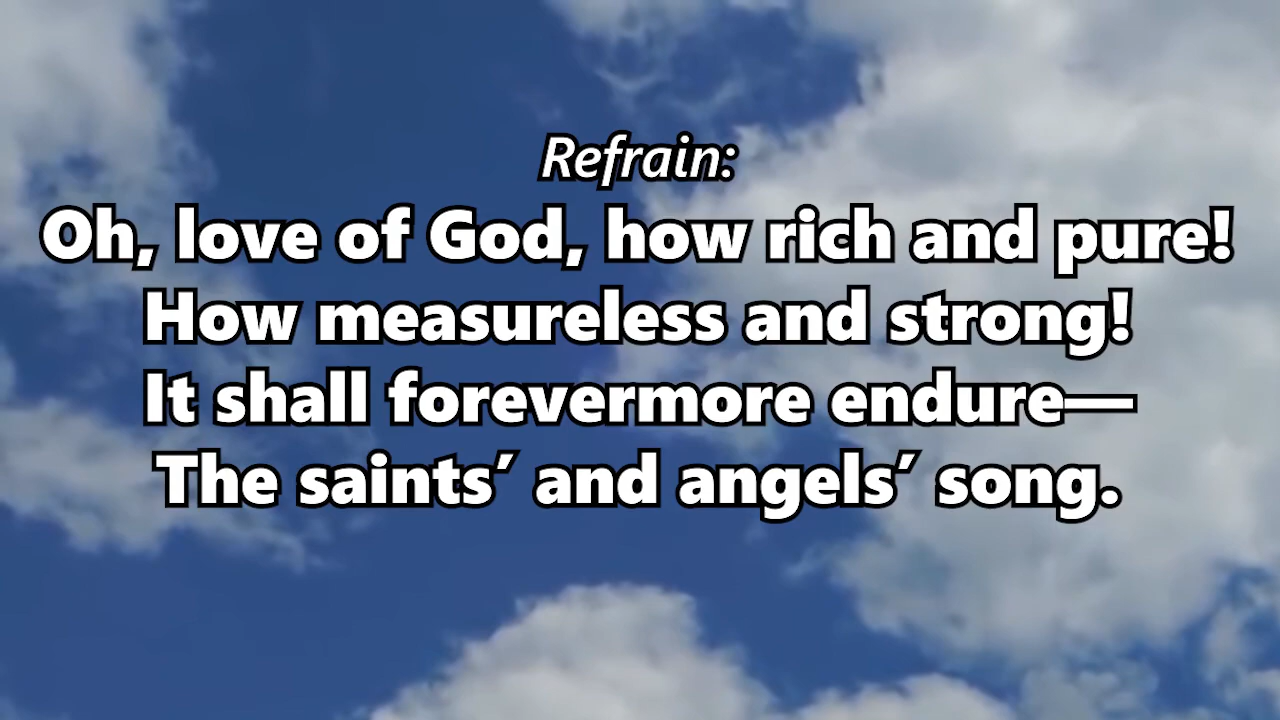 Refrain:
Oh, love of God, how rich and pure!
How measureless and strong!
It shall forevermore endure—
The saints’ and angels’ song.